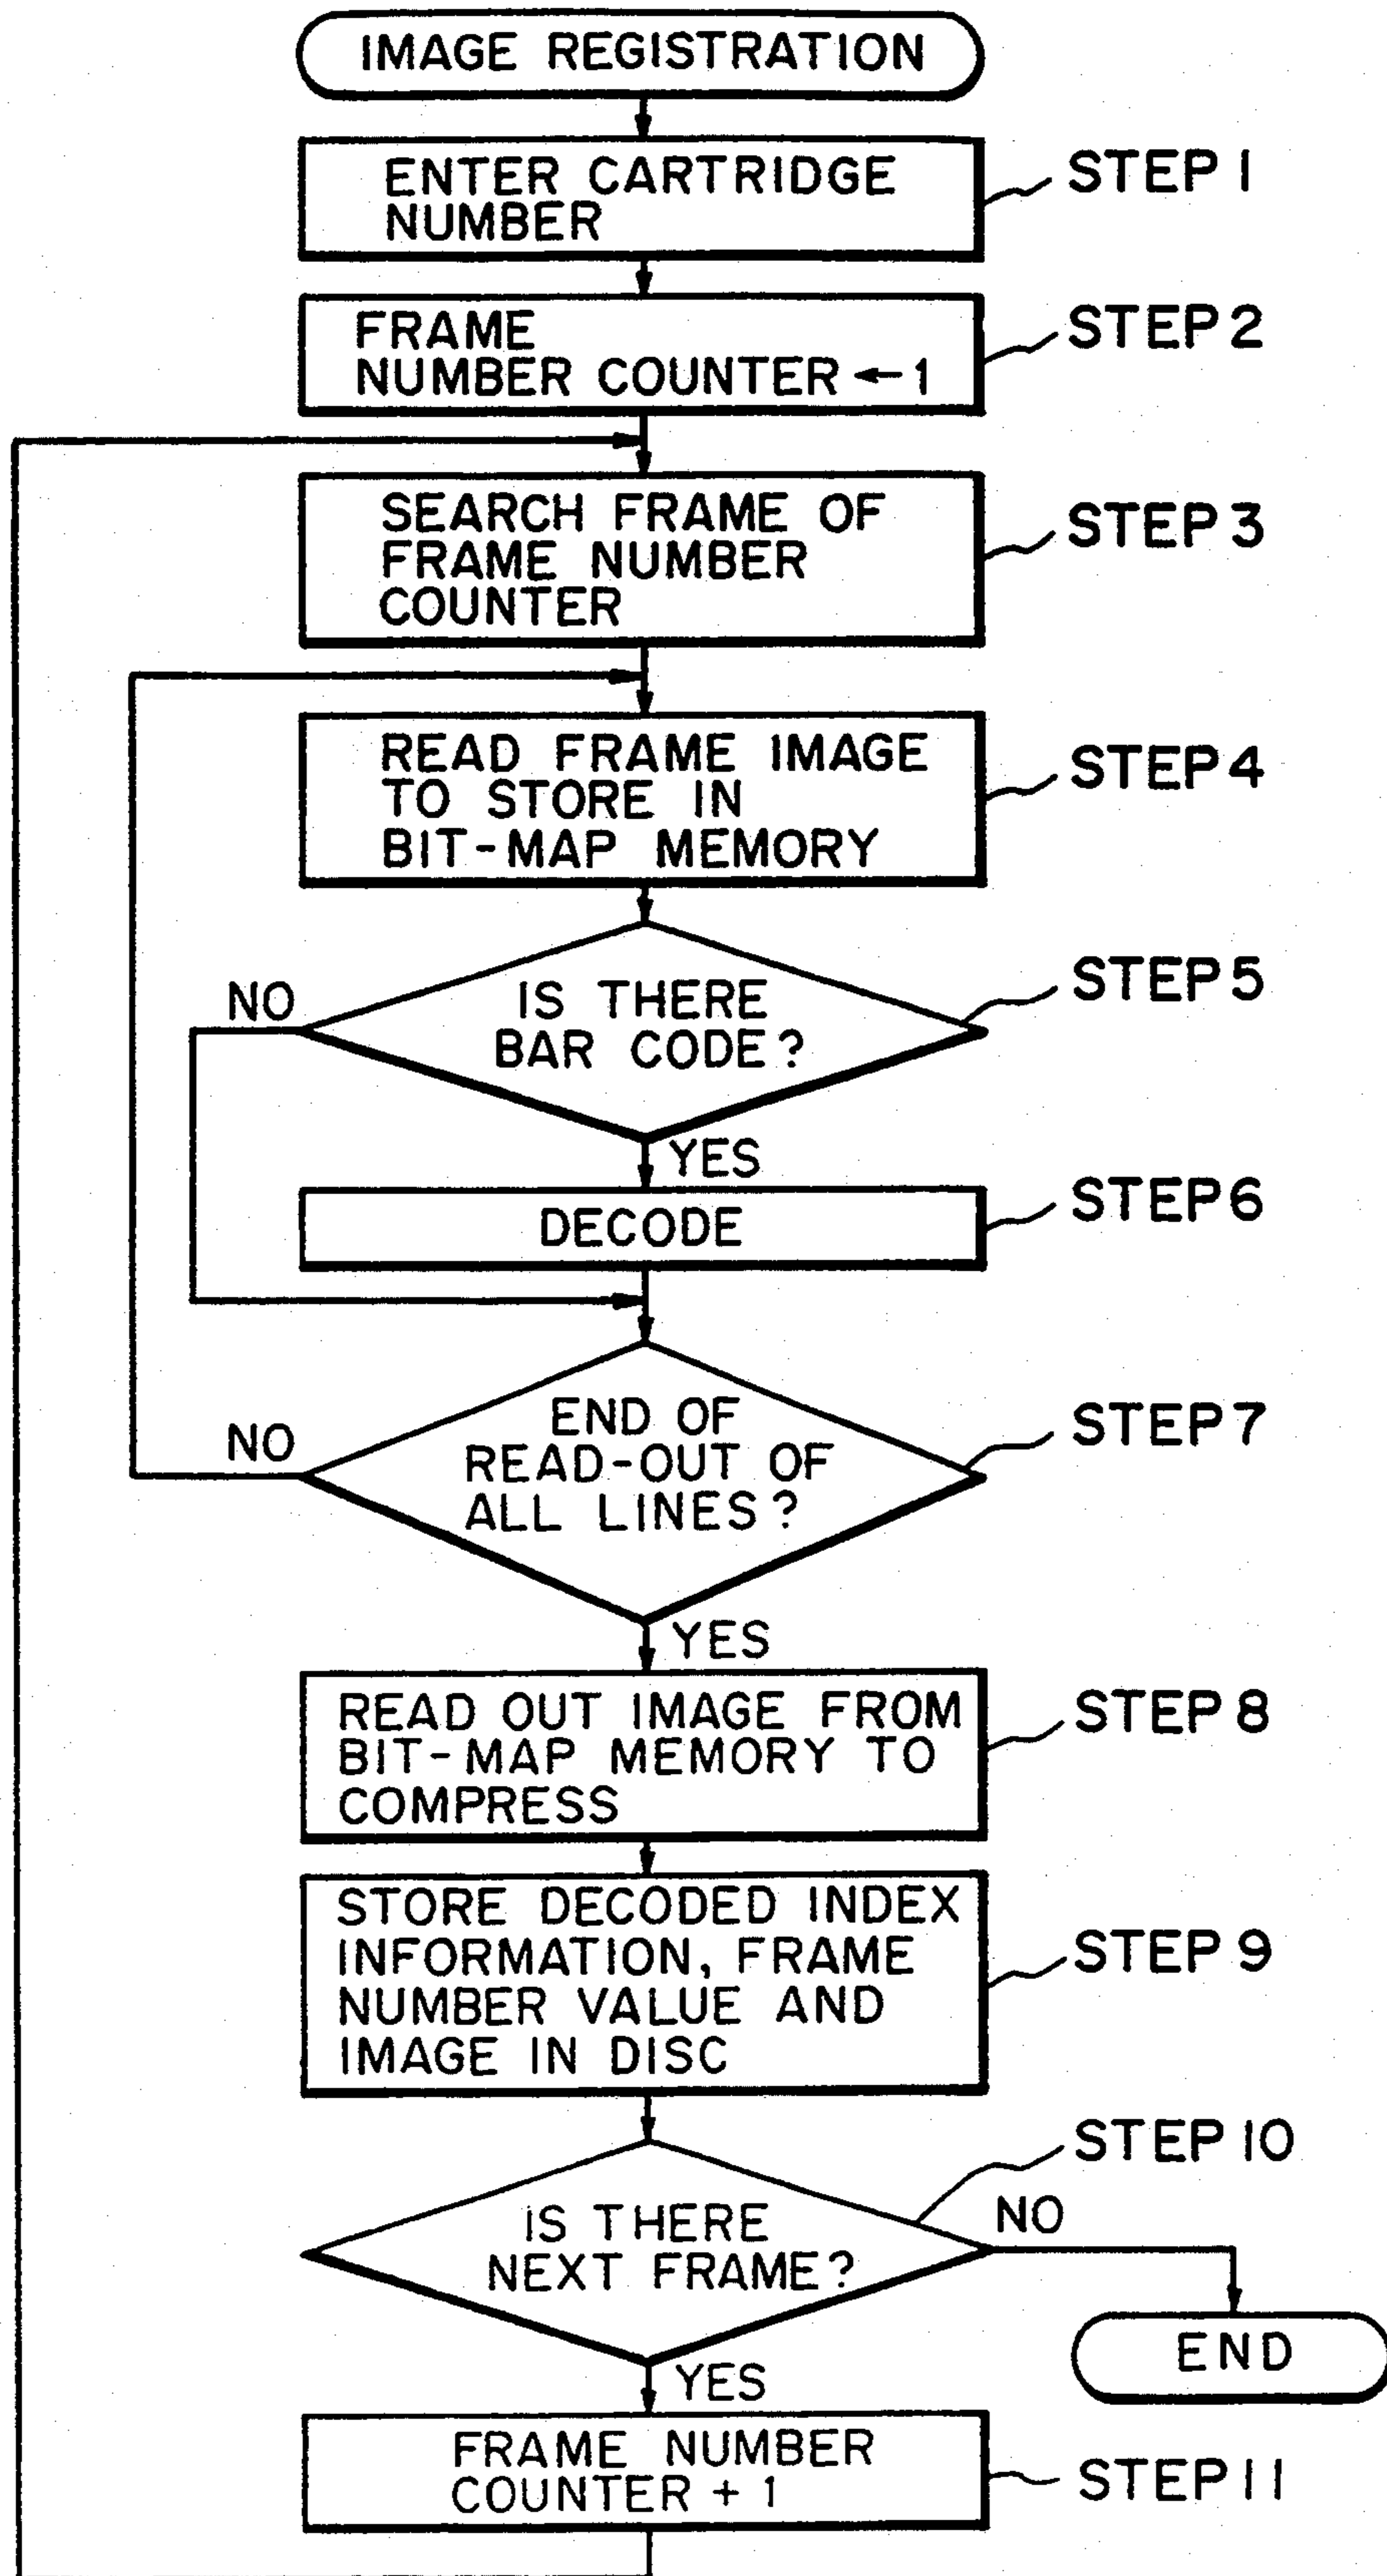 IMAGE REGISTRATION
ENTER CARTRIDGE
NUMBER
STEP 1
FRAME
NUMBER COUNTER ← 1
STEP 2
SEARCH FRAME OF
FRAME NUMBER
COUNTER
STEP 3
READ FRAME IMAGE
TO STORE IN
BIT-MAP MEMORY
STEP 4
IS THERE
BAR CODE?
STEP 5
NO
YES
DECODE
STEP 6
END OF
READ-OUT OF
ALL LINES?
STEP 7
NO
YES
READ OUT IMAGE FROM
BIT-MAP MEMORY TO
COMPRESS
STEP 8
STORE DECODED INDEX
INFORMATION, FRAME
NUMBER VALUE AND
IMAGE IN DISC
STEP 9
IS THERE
NEXT FRAME?
STEP 10
NO
END
YES
FRAME NUMBER
COUNTER + 1
STEP 11